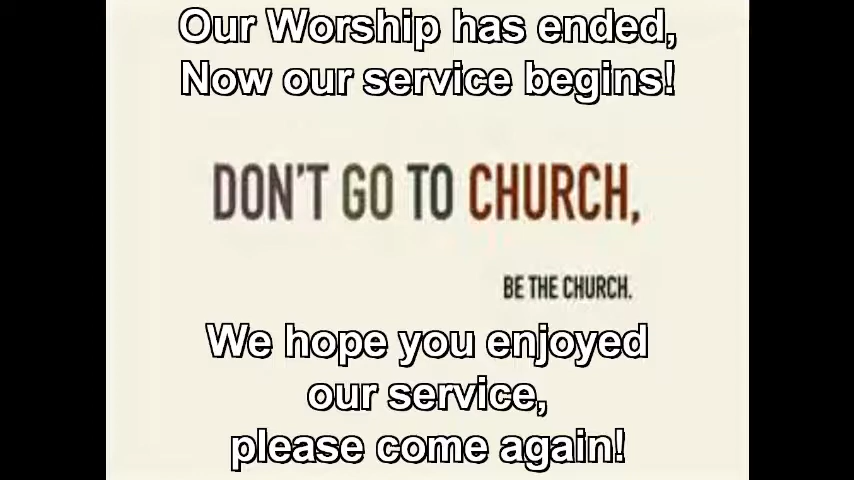 Our Worship has ended,
Now our service begins!
DON'T GO TO CHURCH,
BE THE CHURCH.
We hope you enjoyed
our service,
please come again!